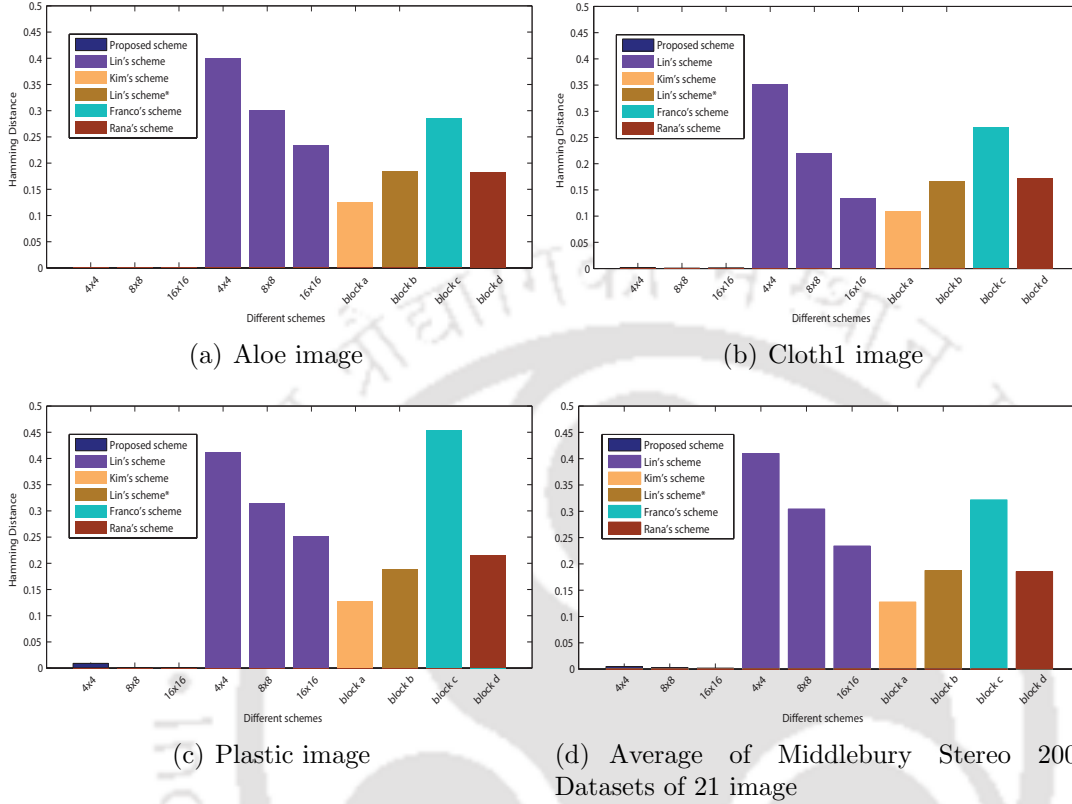 0.5
0.45
0.4
0.35
0.3
0.25
0.2
0.15
0.1
0.05
0
Hamming Distance
Proposed scheme
Lin's scheme
Kim's scheme
Lin's scheme*
Franco's scheme
Rana's scheme
4x4
8x8
16x16
4x4
8x8
16x16
block a
block b
block c
block d
Different schemes
(a) Aloe image
0.5
0.45
0.4
0.35
0.3
0.25
0.2
0.15
0.1
0.05
0
Hamming Distance
Proposed scheme
Lin's scheme
Kim's scheme
Lin's scheme*
Franco's scheme
Rana's scheme
4x4
8x8
16x16
4x4
8x8
16x16
block a
block b
block c
block d
Different schemes
(b) Cloth1 image
0.5
0.45
0.4
0.35
0.3
0.25
0.2
0.15
0.1
0.05
0
Hamming Distance
Proposed scheme
Lin's scheme
Kim's scheme
Lin's scheme*
Franco's scheme
Rana's scheme
4x4
8x8
16x16
4x4
8x8
16x16
block a
block b
block c
block d
Different schemes
(c) Plastic image
0.5
0.45
0.4
0.35
0.3
0.25
0.2
0.15
0.1
0.05
0
Hamming Distance
Proposed scheme
Lin's scheme
Kim's scheme
Lin's scheme*
Franco's scheme
Rana's scheme
4x4
8x8
16x16
4x4
8x8
16x16
block a
block b
block c
block d
Different schemes
(d) Average of Middlebury Stereo 200
Datasets of 21 image